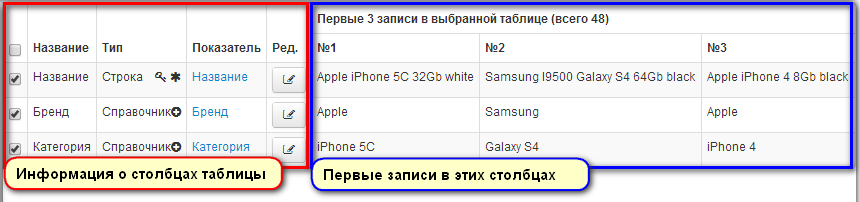 Первые 3 записи в выбранной таблице (всего 48)
Название Тип Показатель Ред. №1 №2 №3
Название Строка Название Apple iPhone 5C 32Gb white Samsung I9500 Galaxy S4 64Gb black Apple iPhone 4 8Gb black
Бренд Справочник Бренд Apple Samsung Apple
Категория Справочник Категория iPhone 5C Galaxy S4 iPhone 4
Информация о столбцах таблицы
Первые записи в этих столбцах